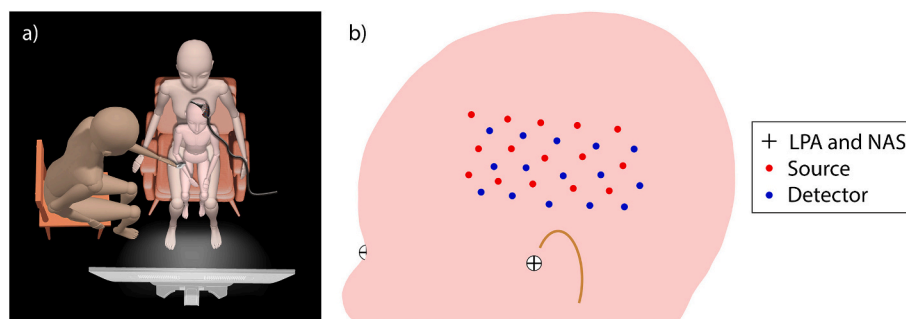 a)
b)
LPA and NAS
Source
Detector